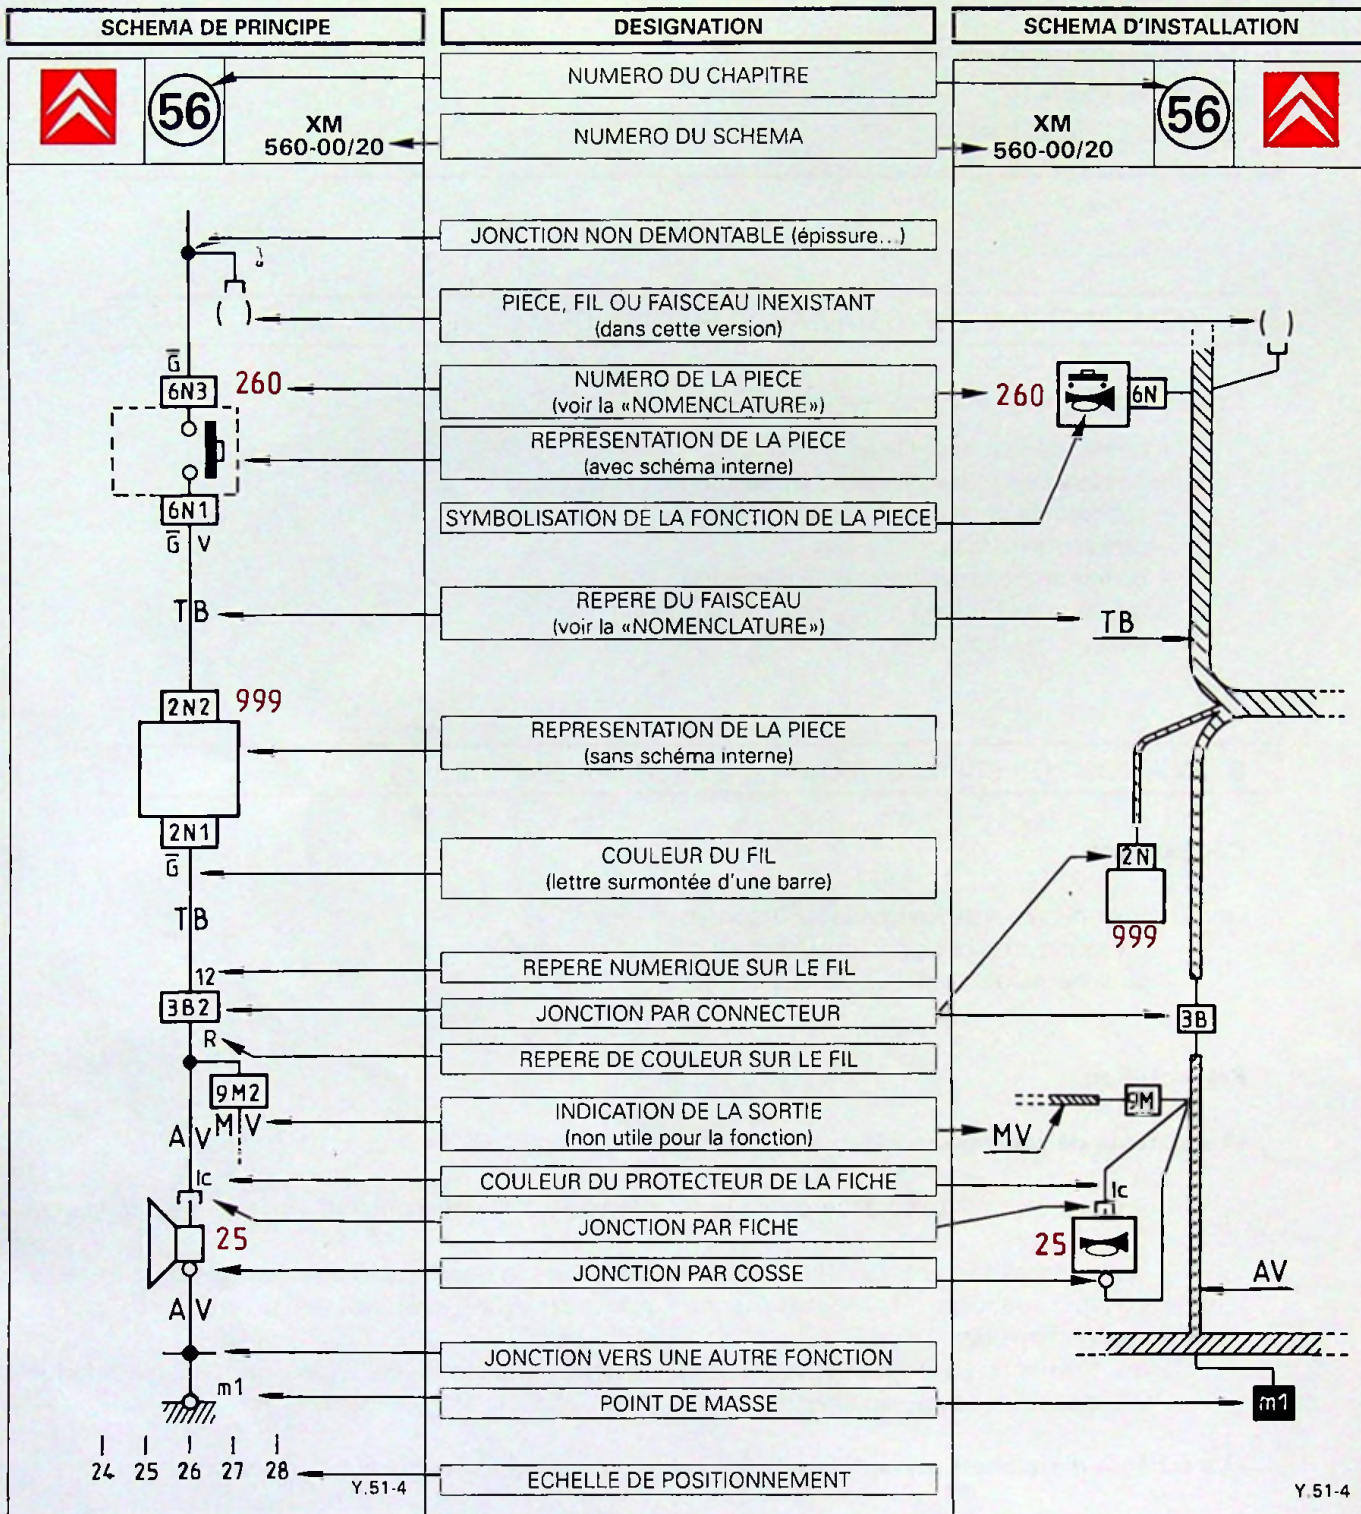 SCHEMA DE PRINCIPE
DESIGNATION
SCHEMA D'INSTALLATION
56
XM
560-00/20
NUMERO DU CHAPITRE
NUMERO DU SCHEMA
XM
560-00/20
56
JONCTION NON DEMONTABLE (épissure...)
PIECE, FIL OU FAISCEAU INEXISTANT
(dans cette version)
( )
( )
G̅
6N3
260
NUMERO DE LA PIECE
(voir la «NOMENCLATURE»)
260
6N
REPRESENTATION DE LA PIECE
(avec schéma interne)
6N1
G̅ V
SYMBOLISATION DE LA FONCTION DE LA PIECE
TB
REPERE DU FAISCEAU
(voir la «NOMENCLATURE»)
TB
2N2
999
REPRESENTATION DE LA PIECE
(sans schéma interne)
2N1
G̅
COULEUR DU FIL
(lettre surmontée d'une barre)
2N
999
TB
12
REPERE NUMERIQUE SUR LE FIL
3B2
JONCTION PAR CONNECTEUR
3B
R
REPERE DE COULEUR SUR LE FIL
9M2
MV
AV
INDICATION DE LA SORTIE
(non utile pour la fonction)
MV
9M
Ic
COULEUR DU PROTECTEUR DE LA FICHE
Ic
25
JONCTION PAR FICHE
25
JONCTION PAR COSSE
AV
AV
JONCTION VERS UNE AUTRE FONCTION
m1
POINT DE MASSE
m1
24 25 26 27 28
ECHELLE DE POSITIONNEMENT
Y.51-4
Y.51-4